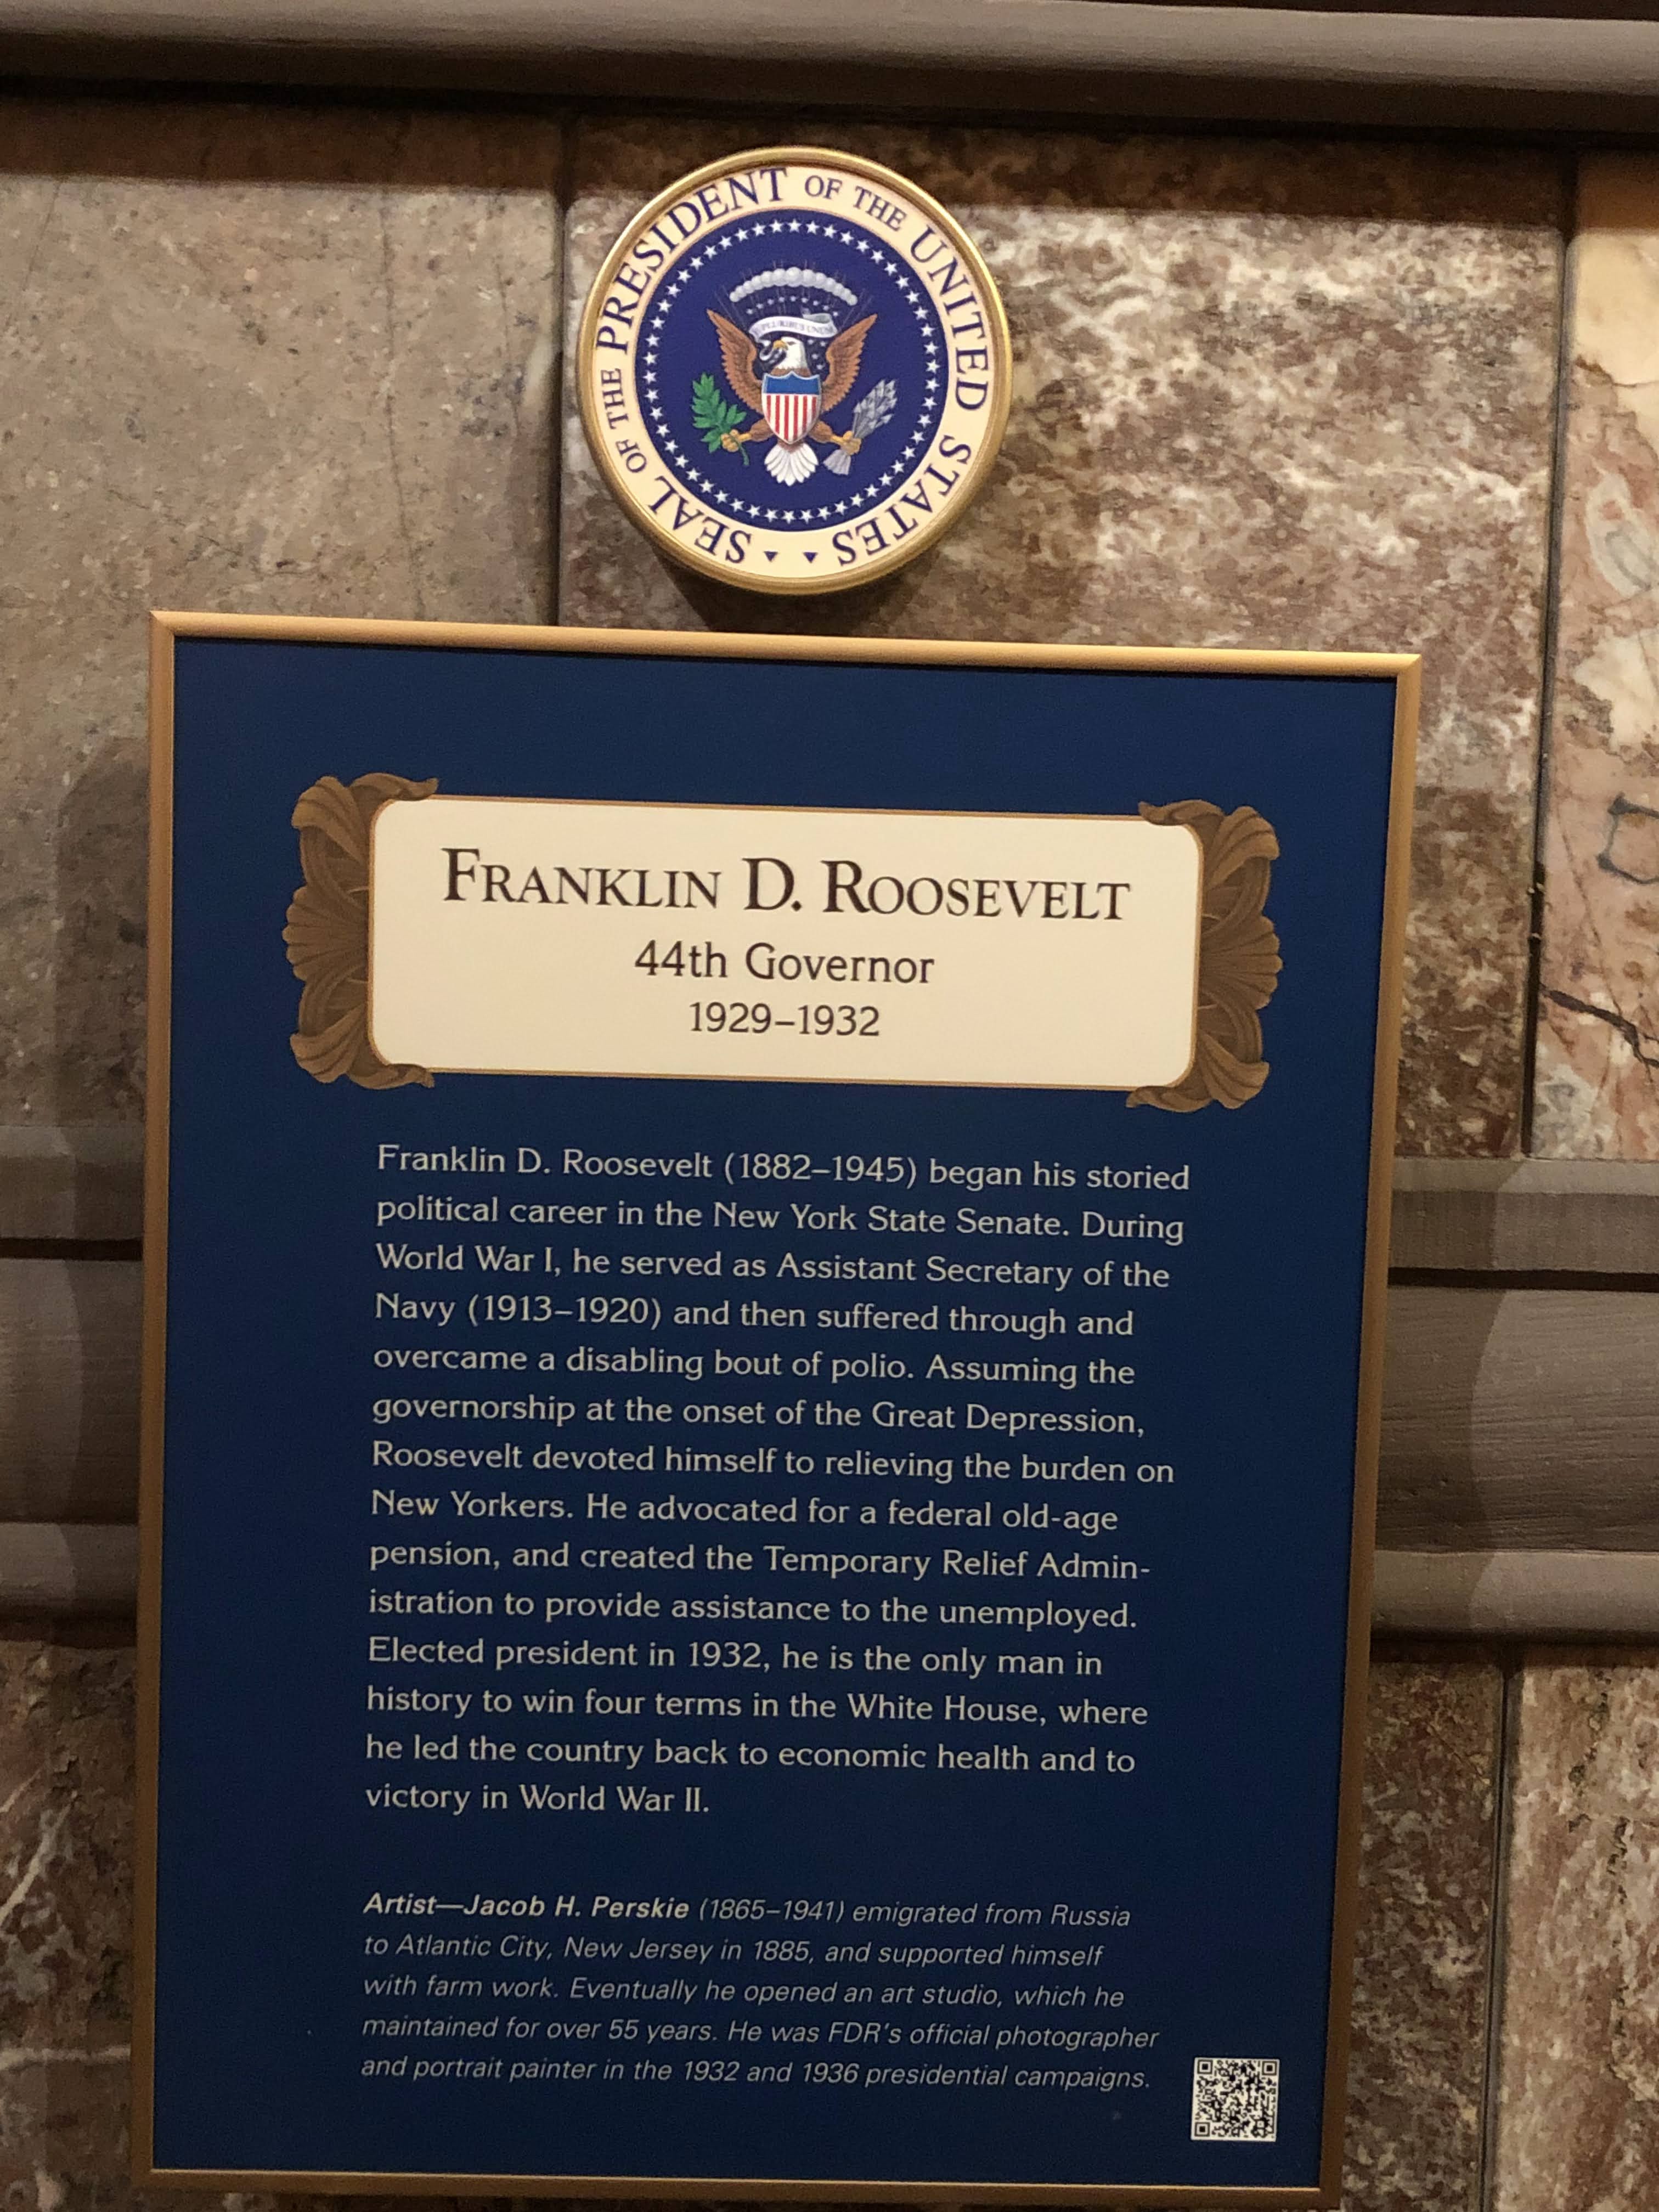 SEAL OF THE PRESIDENT OF THE UNITED STATES
E PLURIBUS UNUM
FRANKLIN D. ROOSEVELT
44th Governor
1929–1932
Franklin D. Roosevelt (1882–1945) began his storied
political career in the New York State Senate. During
World War I, he served as Assistant Secretary of the
Navy (1913–1920) and then suffered through and
overcame a disabling bout of polio. Assuming the
governorship at the onset of the Great Depression,
Roosevelt devoted himself to relieving the burden on
New Yorkers. He advocated for a federal old-age
pension, and created the Temporary Relief Admin-
istration to provide assistance to the unemployed.
Elected president in 1932, he is the only man in
history to win four terms in the White House, where
he led the country back to economic health and to
victory in World War II.
Artist—Jacob H. Perskie (1865–1941) emigrated from Russia
to Atlantic City, New Jersey in 1885, and supported himself
with farm work. Eventually he opened an art studio, which he
maintained for over 55 years. He was FDR's official photographer
and portrait painter in the 1932 and 1936 presidential campaigns.